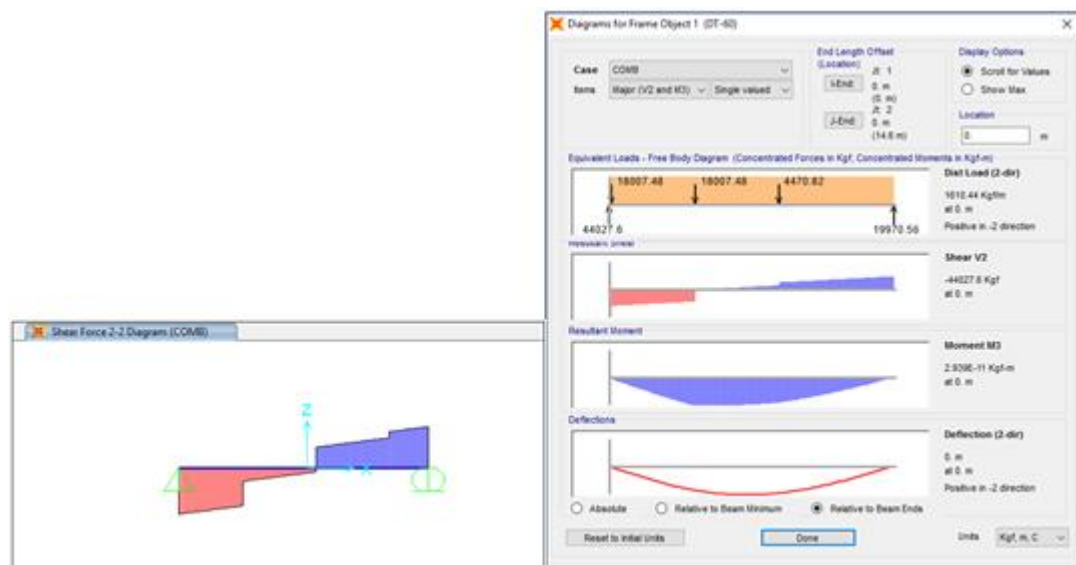 Diagrams for Frame Object 1 (DT-60)
End Length Offset
(Location)
Display Options
Case COMB
Items Major (V2 and M3) Single valued
I-End: Jt: 1
0. m
(0. m)
J-End: Jt: 2
0. m
(14.6 m)
Scroll for Values
Show Max
Location
0. m
Equivalent Loads - Free Body Diagram (Concentrated Forces in Kgf, Concentrated Moments in Kgf-m)
18007.48 18007.48 4470.82
44027.6 19970.56
Dist Load (2-dir)
1610.44 Kgf/m
at 0. m
Positive in -2 direction
Resultant Shear
Shear V2
-44027.6 Kgf
at 0. m
Resultant Moment
Moment M3
2.939E-11 Kgf-m
at 0. m
Deflections
Deflection (2-dir)
0. m
at 0. m
Positive in -2 direction
Absolute Relative to Beam Minimum Relative to Beam Ends
Reset to Initial Units Done Units Kgf, m, C
Shear Force 2-2 Diagram (COMB)
Z
X